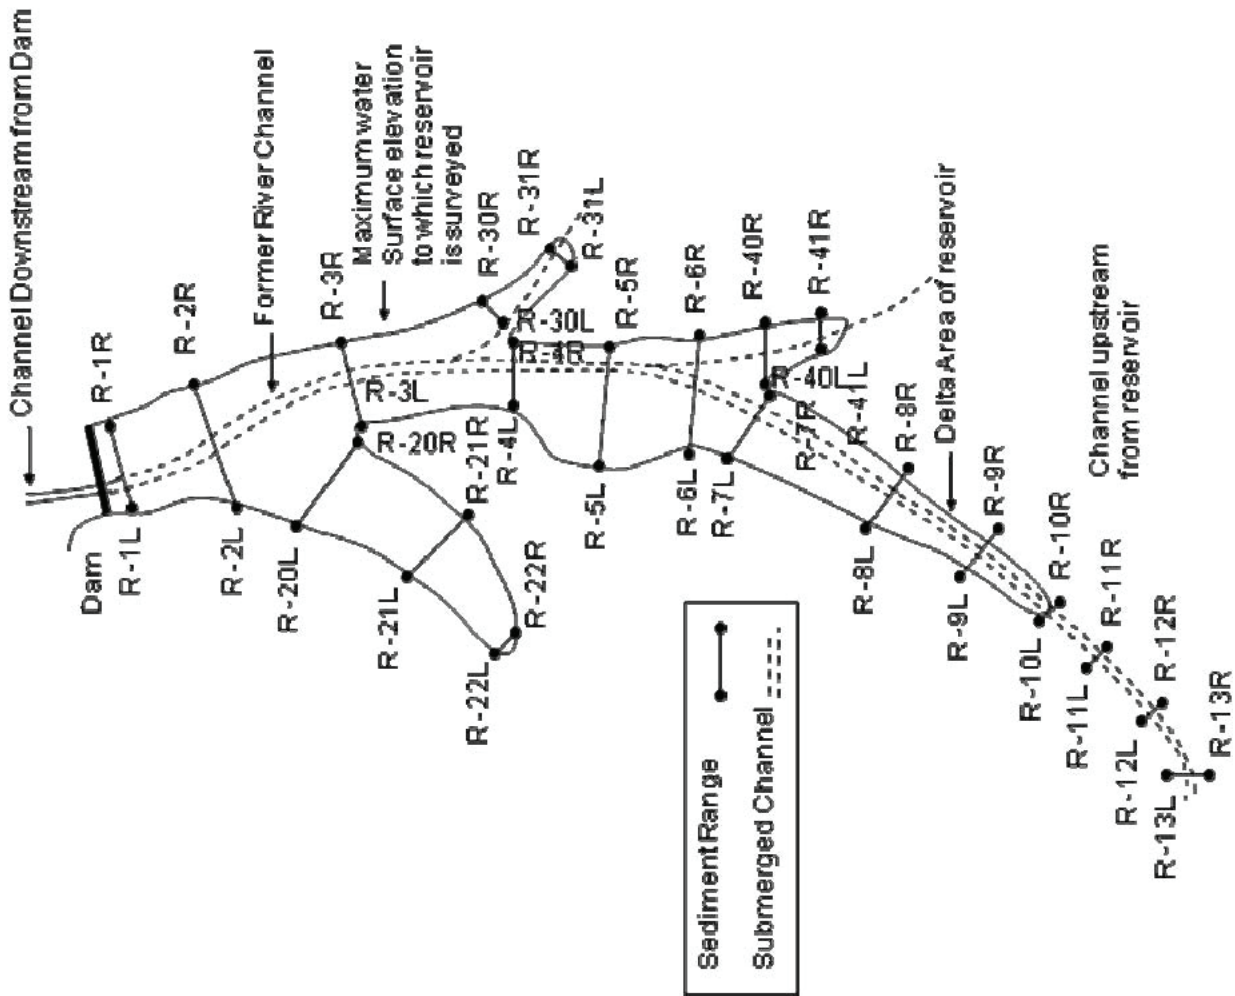 Channel Downstream from Dam
Former River Channel
Maximum water
Surface elevation
to which reservoir
is surveyed
Dam
R-1R
R-1L
R-2R
R-2L
R-3R
R-3L
R-20R
R-20L
R-21R
R-21L
R-22R
R-22L
R-30R
R-30L
R-31R
R-31L
R-4R
R-4L
R-5R
R-5L
R-6R
R-6L
R-7R
R-7L
R-40R
R-40LL
R-41R
R-41L
R-8R
R-8L
Delta Area of reservoir
R-9R
R-9L
Channel upstream
from reservoir
R-10R
R-10L
R-11R
R-11L
R-12R
R-12L
R-13R
R-13L
Sediment Range
Submerged Channel